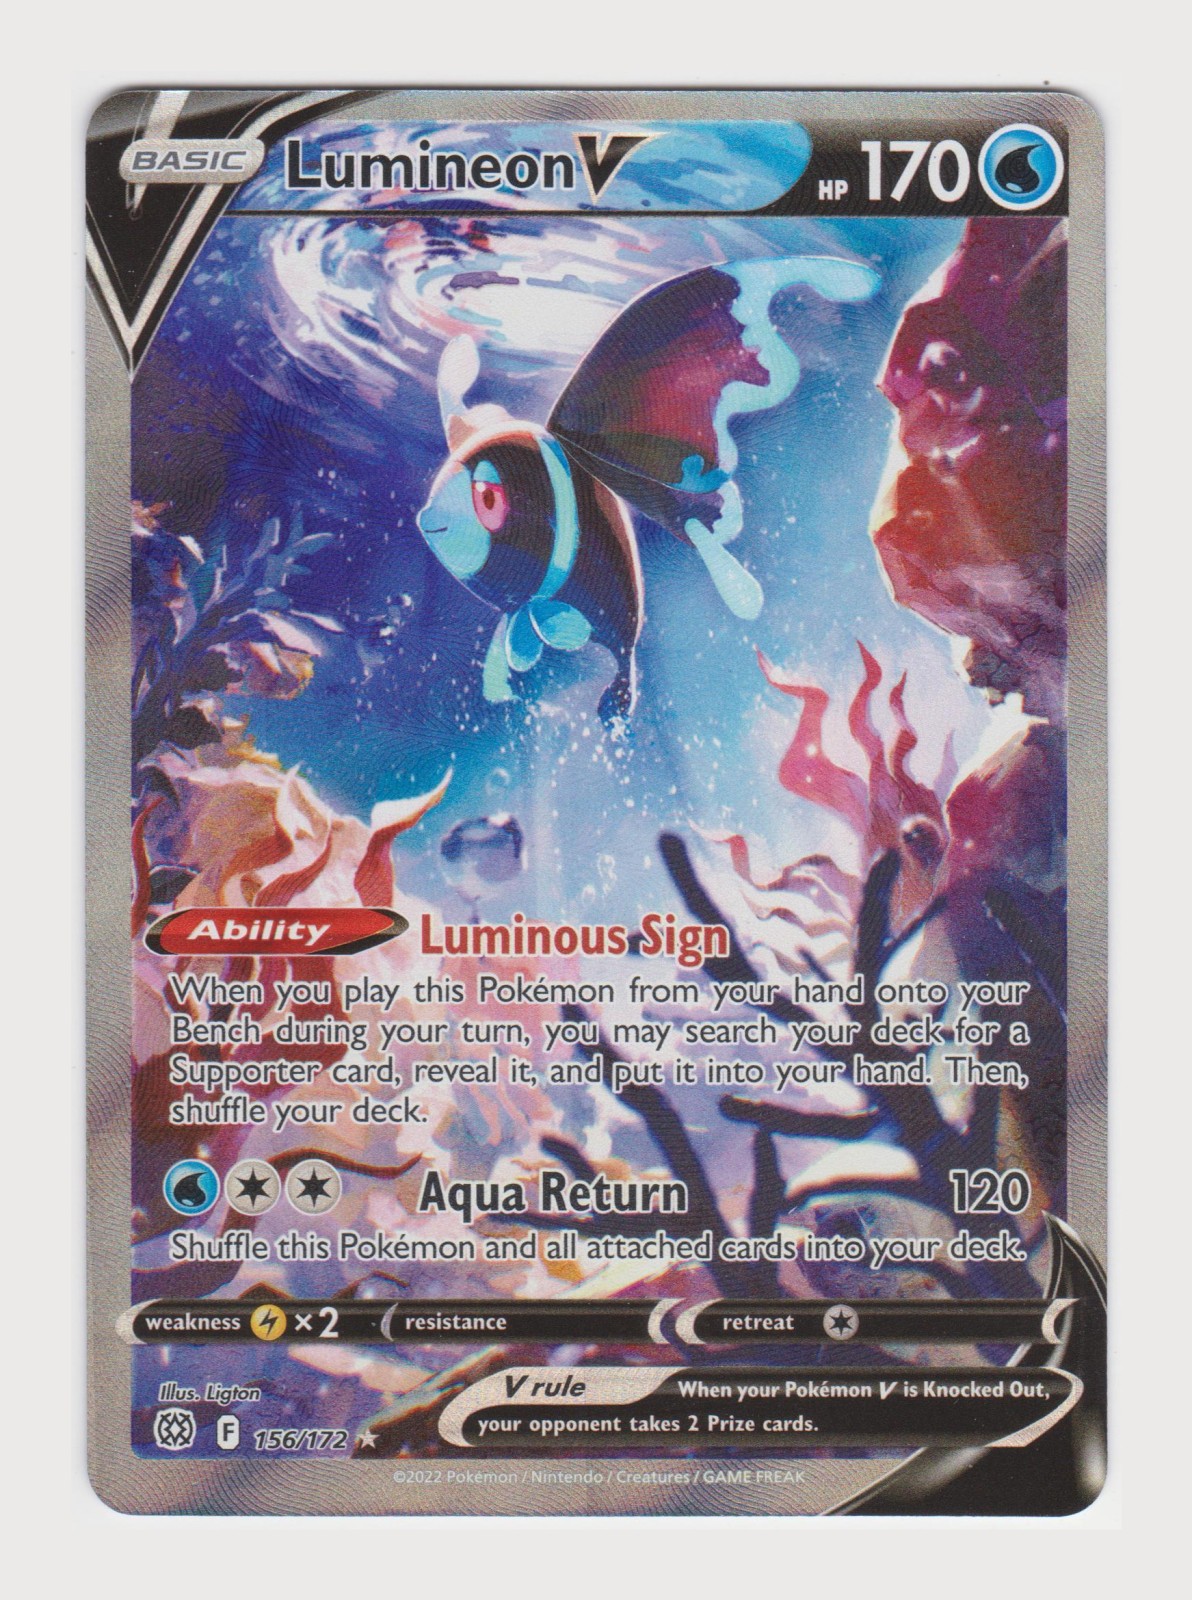 BASIC Lumineon V HP 170
Ability Luminous Sign
When you play this Pokémon from your hand onto your
Bench during your turn, you may search your deck for a
Supporter card, reveal it, and put it into your hand. Then,
shuffle your deck.
Aqua Return 120
Shuffle this Pokémon and all attached cards into your deck.
weakness ×2 resistance retreat
V rule When your Pokémon V is Knocked Out,
your opponent takes 2 Prize cards.
Illus. Ligton
F 156/172
©2022 Pokémon / Nintendo / Creatures / GAME FREAK